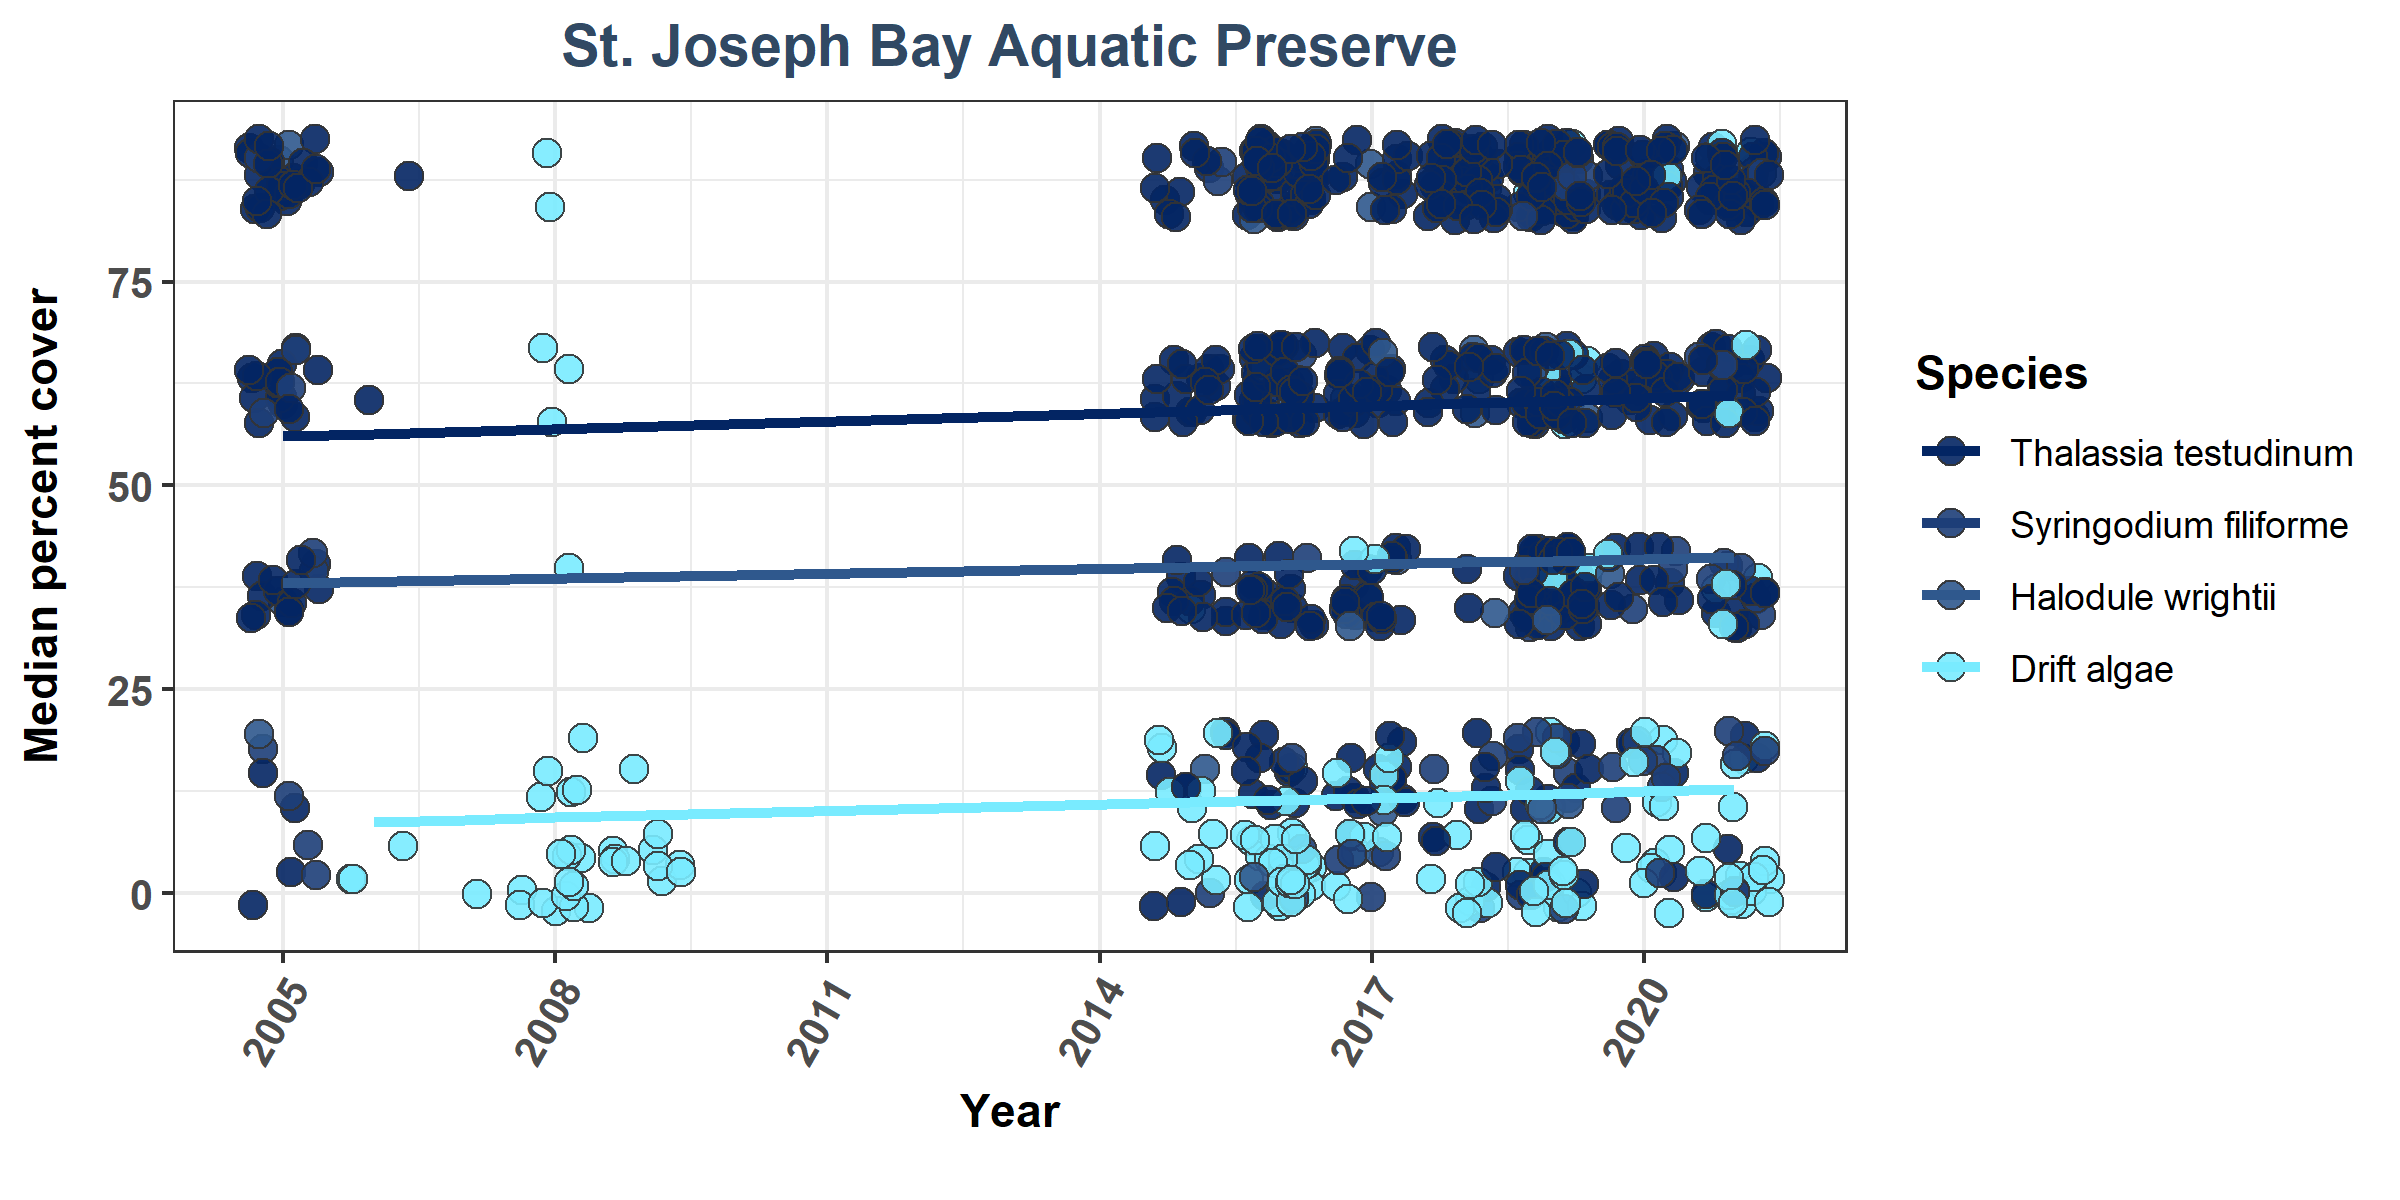 St. Joseph Bay Aquatic Preserve
Median percent cover
75
50
25
0
2005
2008
2011
2014
2017
2020
Year
Species
Thalassia testudinum
Syringodium filiforme
Halodule wrightii
Drift algae